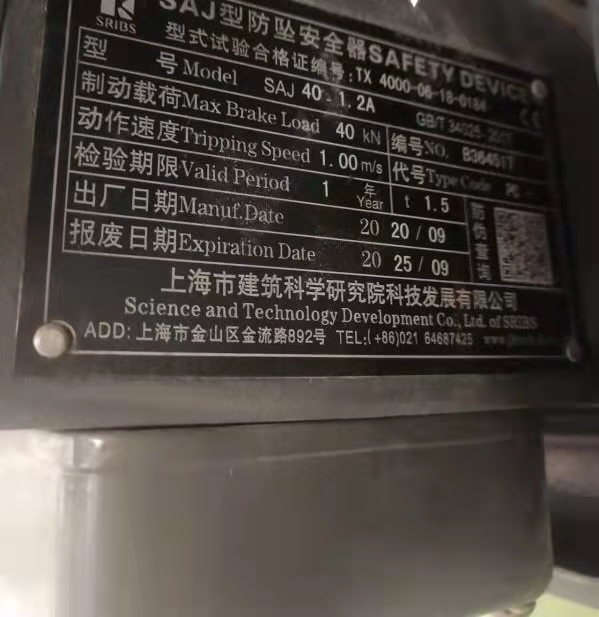 SRIBS
SAJ型防坠安全器SAFETY DEVICE
型式试验合格证编号:TX 4000-06-18-0184
型 号 Model SAJ 40-1.2A GB/T
制动载荷Max Brake Load 40 kN 编号NO. B364517
动作速度Tripping Speed 1.00 m/s 代号Type Code
检验期限Valid Period 1 年 Year t 1.5
出厂日期Manuf.Date 20 20 / 09
报废日期Expiration Date 20 25 / 09
防伪查询
上海市建筑科学研究院科技发展有限公司
Science and Technology Development Co., Ltd. of SRIBS
ADD: 上海市金山区金流路892号 TEL:(+86)021 64687425